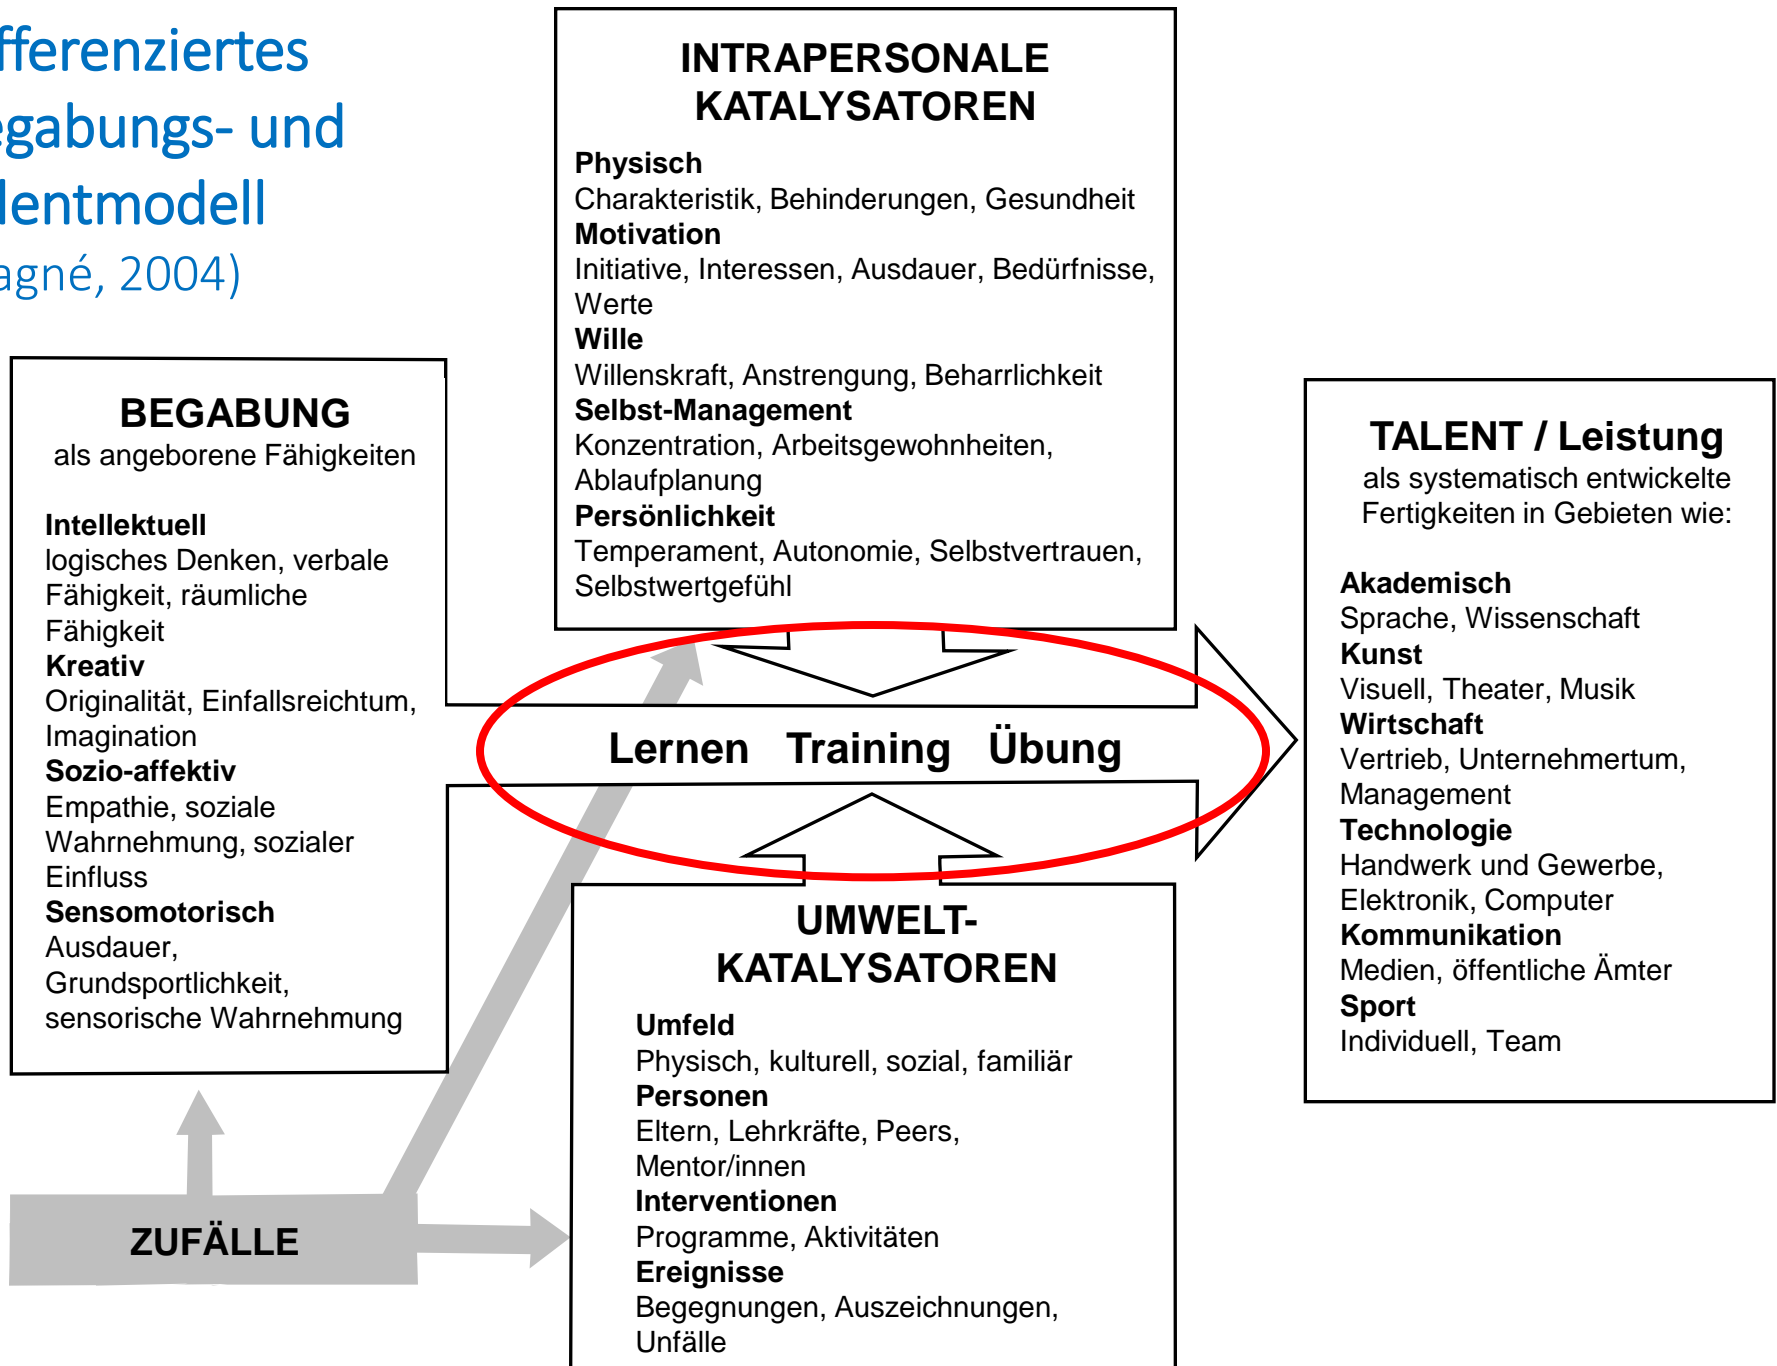 fferenziertes
egabungs- und
lentmodell
agné, 2004)
INTRAPERSONALE
KATALYSATOREN
Physisch
Charakteristik, Behinderungen, Gesundheit
Motivation
Initiative, Interessen, Ausdauer, Bedürfnisse,
Werte
Wille
Willenskraft, Anstrengung, Beharrlichkeit
Selbst-Management
Konzentration, Arbeitsgewohnheiten,
Ablaufplanung
Persönlichkeit
Temperament, Autonomie, Selbstvertrauen,
Selbstwertgefühl
BEGABUNG
als angeborene Fähigkeiten
Intellektuell
logisches Denken, verbale
Fähigkeit, räumliche
Fähigkeit
Kreativ
Originalität, Einfallsreichtum,
Imagination
Sozio-affektiv
Empathie, soziale
Wahrnehmung, sozialer
Einfluss
Sensomotorisch
Ausdauer,
Grundsportlichkeit,
sensorische Wahrnehmung
Lernen Training Übung
TALENT / Leistung
als systematisch entwickelte
Fertigkeiten in Gebieten wie:
Akademisch
Sprache, Wissenschaft
Kunst
Visuell, Theater, Musik
Wirtschaft
Vertrieb, Unternehmertum,
Management
Technologie
Handwerk und Gewerbe,
Elektronik, Computer
Kommunikation
Medien, öffentliche Ämter
Sport
Individuell, Team
UMWELT-
KATALYSATOREN
Umfeld
Physisch, kulturell, sozial, familiär
Personen
Eltern, Lehrkräfte, Peers,
Mentor/innen
Interventionen
Programme, Aktivitäten
Ereignisse
Begegnungen, Auszeichnungen,
Unfälle
ZUFÄLLE